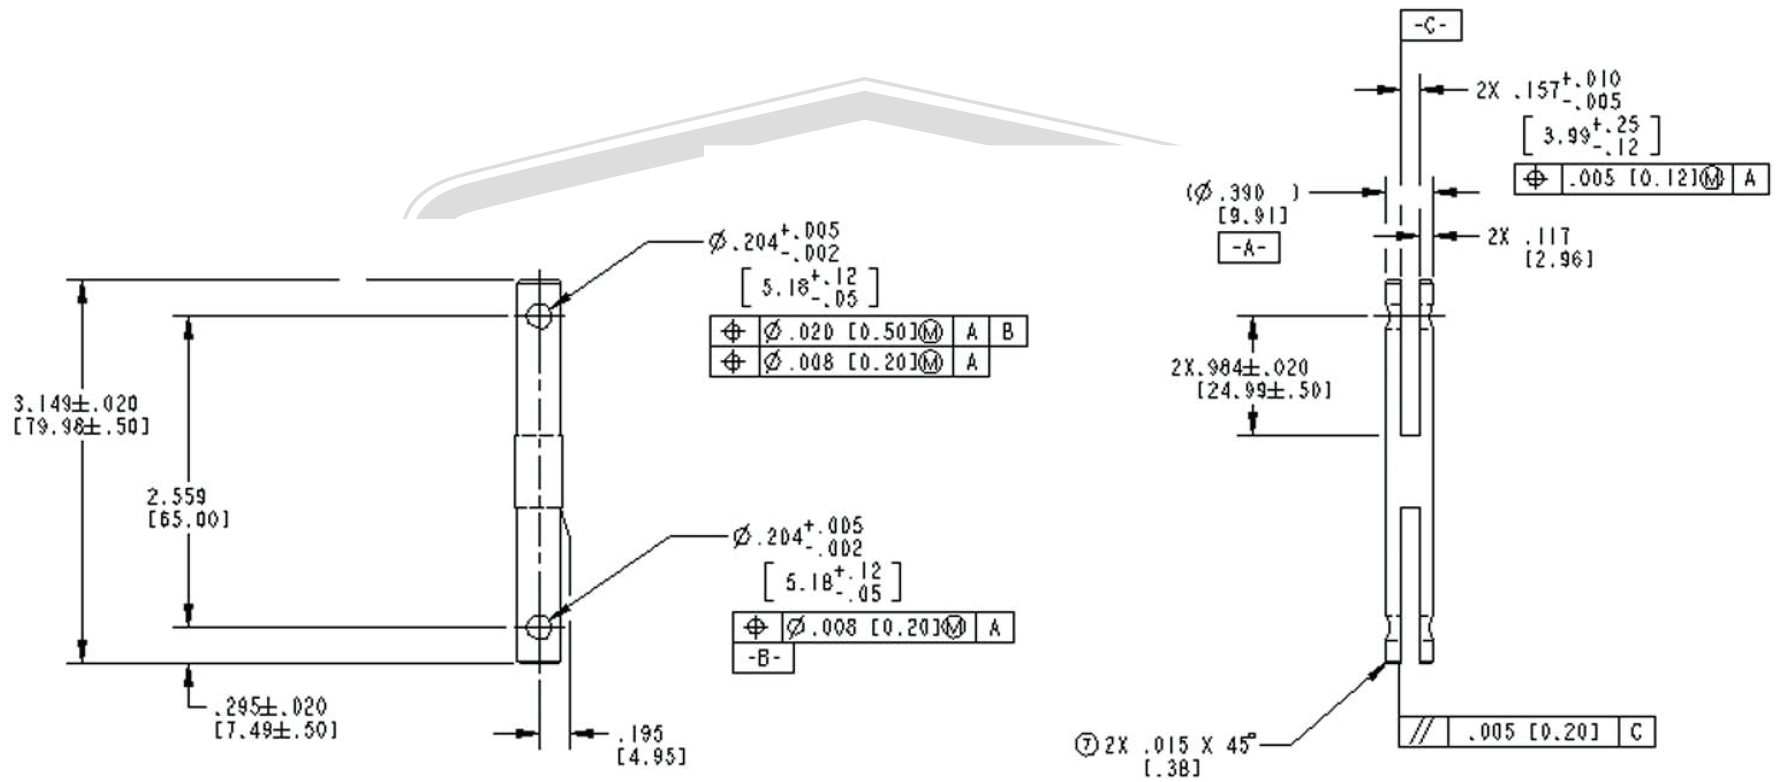 -C-
2X .157+.010
-.005
[3.99+.25
-.12]
⌖ .005 [0.12]Ⓜ A
(Ø.390 )
[9.91]
-A-
2X .117
[2.96]
Ø.204+.005
-.002
[5.18+.12
-.05]
⌖ Ø.020 [0.50]Ⓜ A B
⌖ Ø.008 [0.20]Ⓜ A
3.149±.020
[79.98±.50]
2.559
[65.00]
2X.984±.020
[24.99±.50]
Ø.204+.005
-.002
[5.18+.12
-.05]
⌖ Ø.008 [0.20]Ⓜ A
-B-
.295±.020
[7.49±.50]
.195
[4.95]
⑦ 2X .015 X 45°
[.38]
// .005 [0.20] C